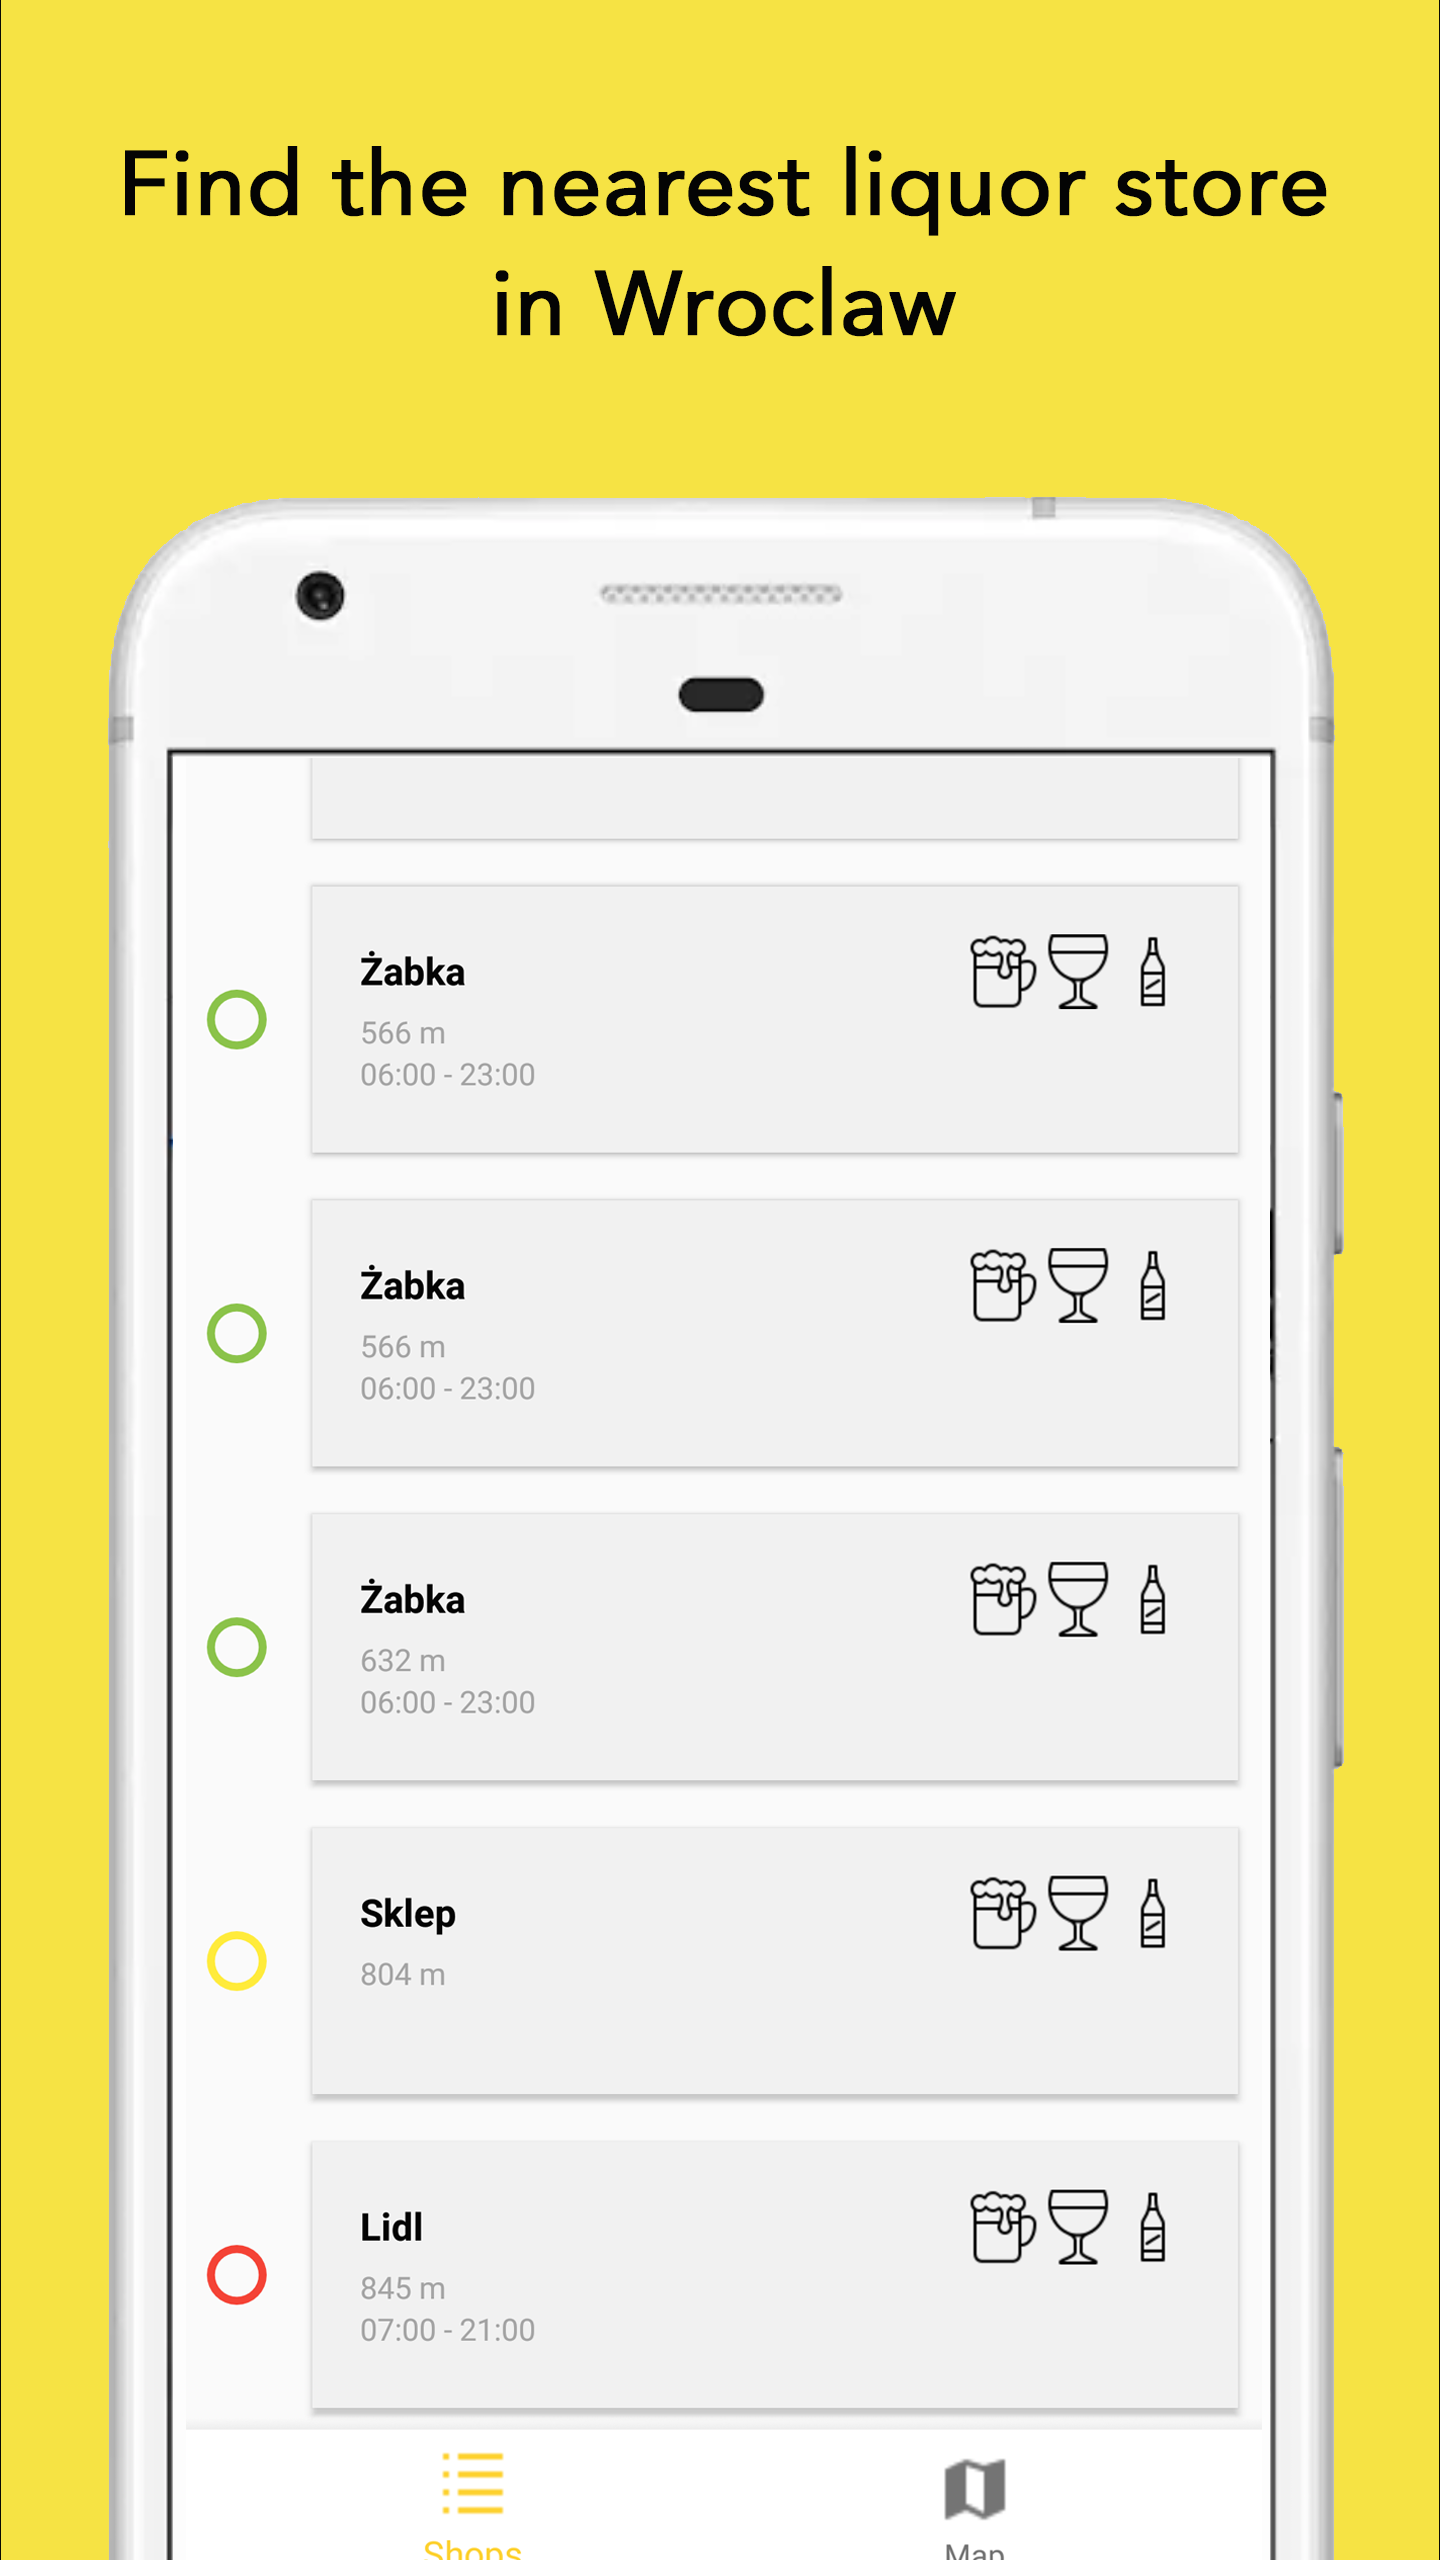 Find the nearest liquor store
in Wroclaw
Żabka
566 m
06:00 - 23:00
Żabka
566 m
06:00 - 23:00
Żabka
632 m
06:00 - 23:00
Sklep
804 m
Lidl
845 m
07:00 - 21:00
Shops
Map